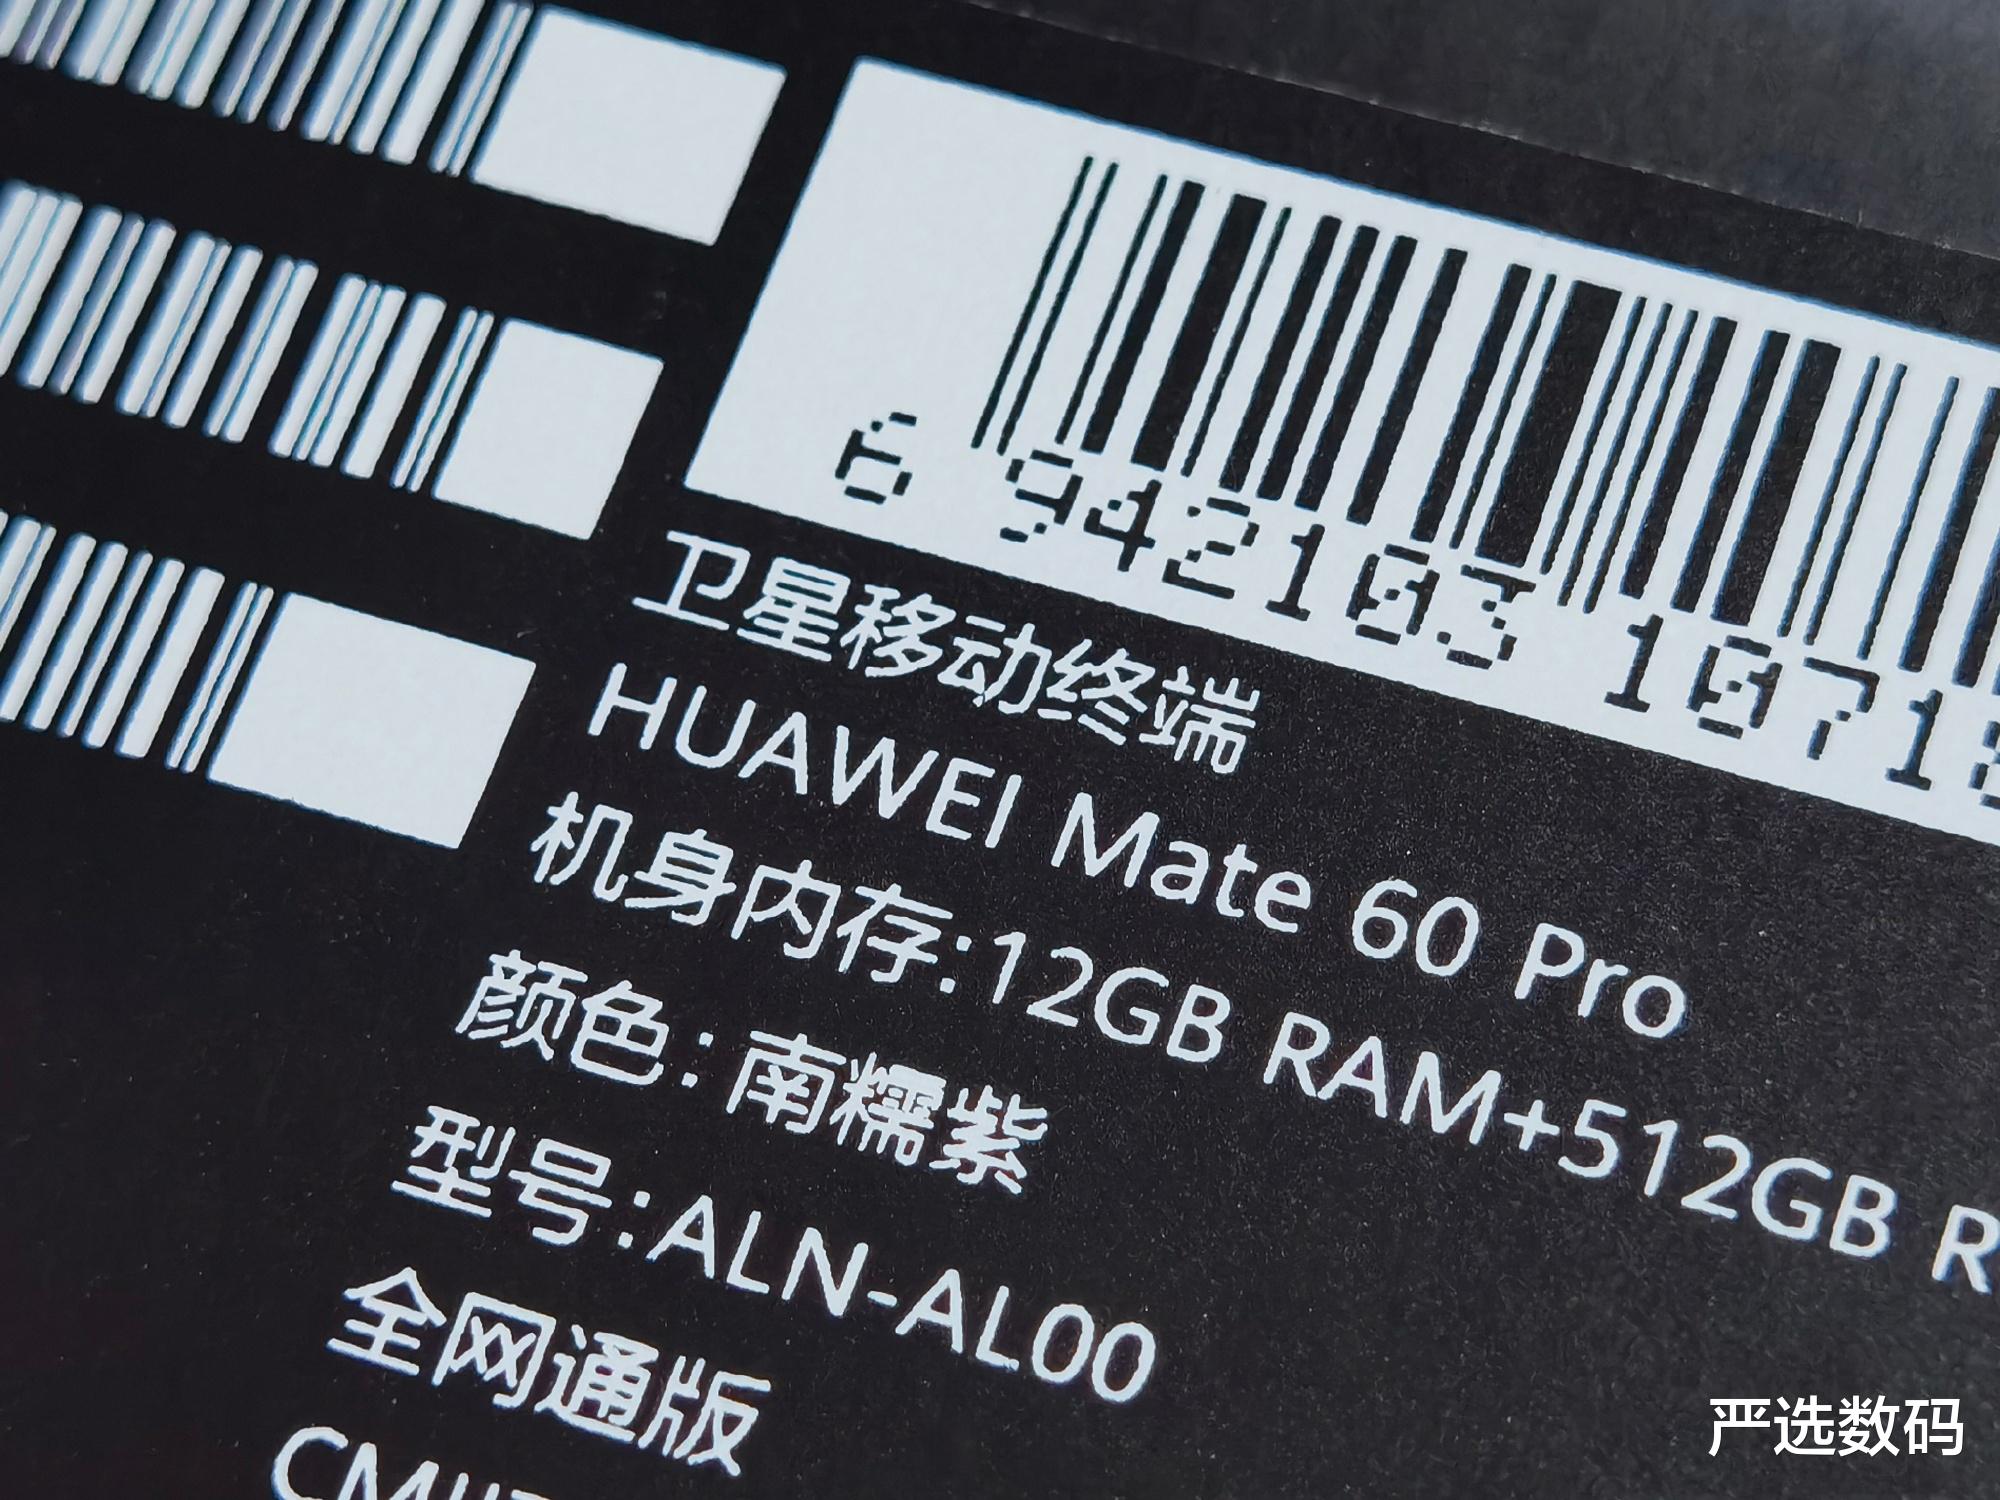 6 942103 1071
卫星移动终端
HUAWEI Mate 60 Pro
机身内存:12GB RAM+512GB R
颜色:南糯紫
型号:ALN-AL00
全网通版
严选数码